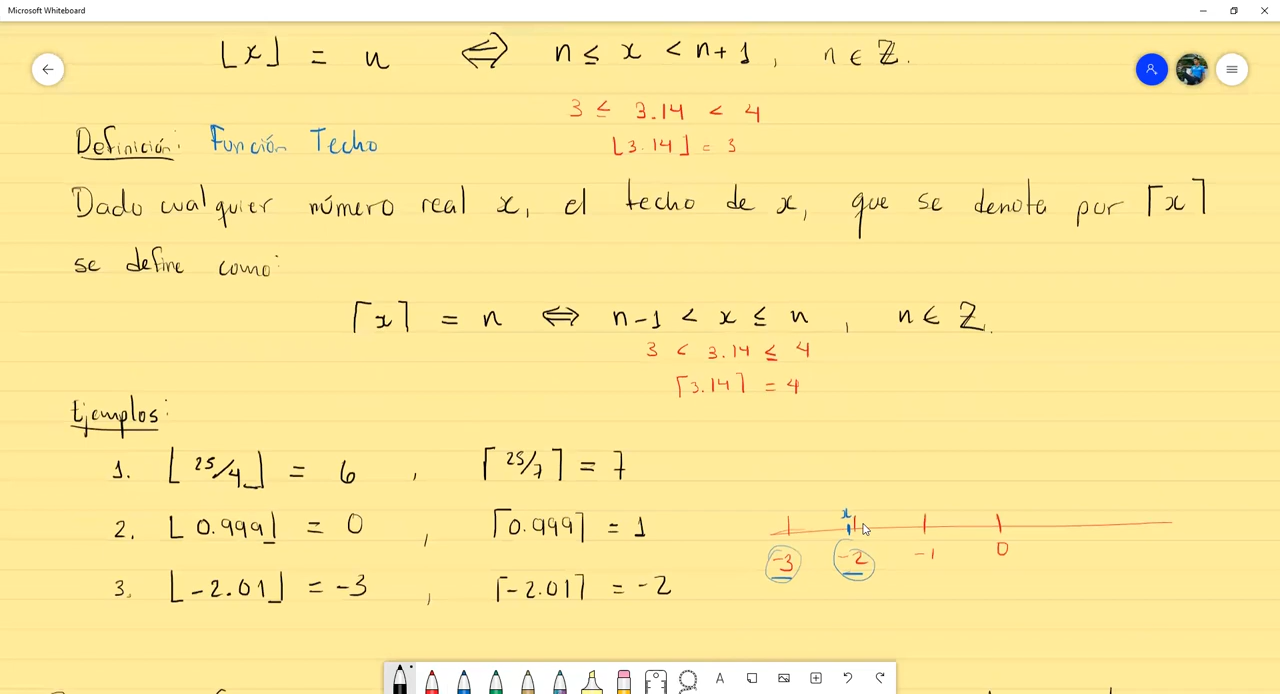 Microsoft Whiteboard
⌊x⌋ = n ⟺ n ≤ x < n+1, n ∈ ℤ.
3 ≤ 3.14 < 4
Definición: Función Techo
⌊3.14⌋ = 3
Dado cualquier número real x, el techo de x, que se denota por ⌈x⌉
se define como:
⌈x⌉ = n ⟺ n-1 < x ≤ n, n ∈ ℤ.
3 < 3.14 ≤ 4
⌈3.14⌉ = 4
Ejemplos:
1. ⌊25/4⌋ = 6, ⌈25/7⌉ = 7
2. ⌊0.999⌋ = 0, ⌈0.999⌉ = 1
x
-3 -2 -1 0
3. ⌊-2.01⌋ = -3, ⌈-2.01⌉ = -2
A